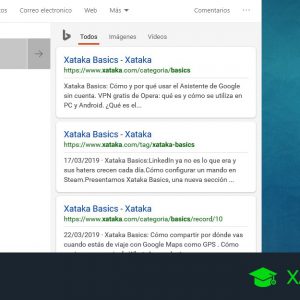 Correo electronico Web Más Comentarios
Todos Imágenes Videos
Xataka Basics - Xataka
https://www.xataka.com/categoria/basics
Xataka Basics: Cómo y por qué usar el Asistente de Google
sin cuenta. VPN gratis de Opera: qué es y cómo se utiliza en
PC y Android. ¿Qué es el...
Xataka Basics - Xataka
https://www.xataka.com/tag/xataka-basics
17/03/2019 · Xataka Basics:LinkedIn ya no es lo que era y
sus haters crecen cada día.Cómo configurar un mando en
Steam.Presentamos Xataka Basics, una nueva sección ...
Xataka Basics - Xataka
https://www.xataka.com/categoria/basics/record/10
22/04/2019 · Xataka Basics: Cómo compartir por dónde vas
cuando estás de viaje con Google Maps como GPS . Cómo
X